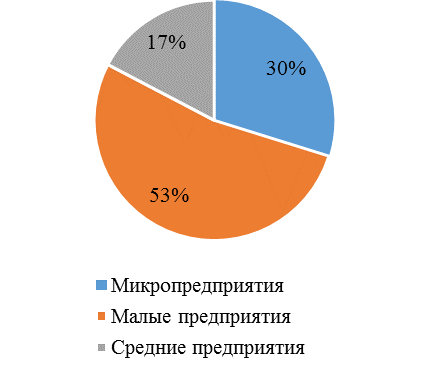 17%
30%
53%
Микропредприятия
Малые предприятия
Средние предприятия